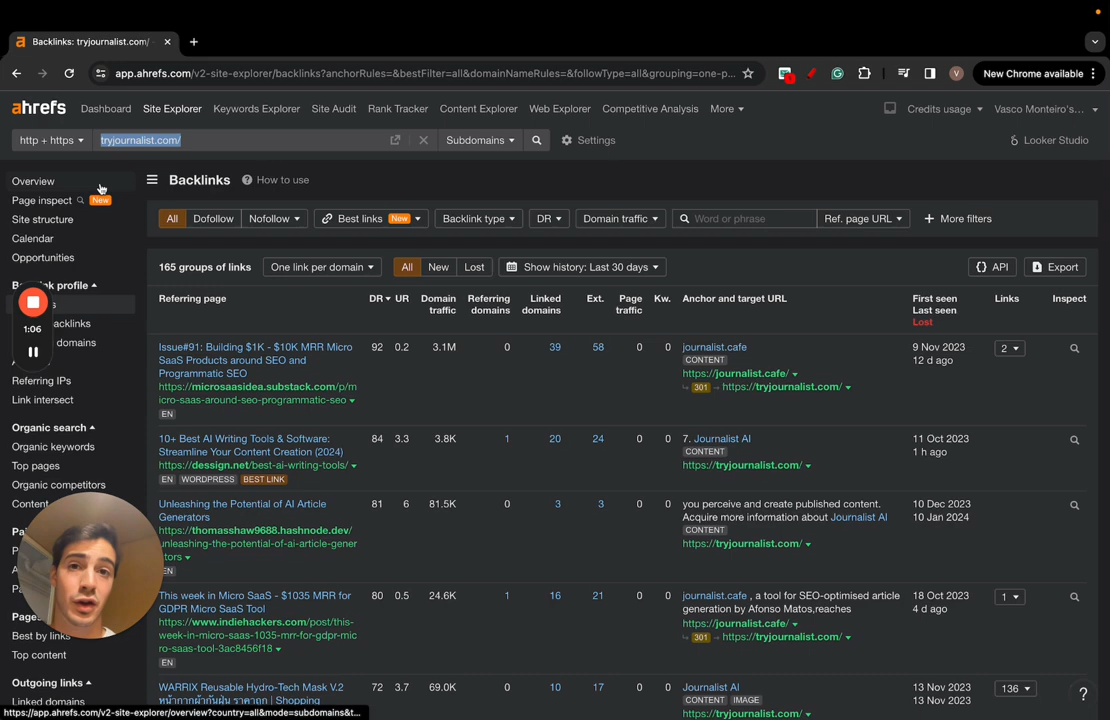 Backlinks: tryjournalist.com/
app.ahrefs.com/v2-site-explorer/backlinks?anchorRules=&bestFilter=all&domainNameRules=&followType=all&grouping=one-p...
V
New Chrome available
ahrefs
Dashboard Site Explorer Keywords Explorer Site Audit Rank Tracker Content Explorer Web Explorer Competitive Analysis More
Credits usage Vasco Monteiro's...
http + https tryjournalist.com/ Subdomains Settings Looker Studio
Overview
Page inspect New
Site structure
Calendar
Opportunities
1:06
acklinks
domains
Referring IPs
Link intersect
Organic search
Organic keywords
Top pages
Organic competitors
Content
Best by links
Top content
Outgoing links
Linked domains
Backlinks ? How to use
All Dofollow Nofollow Best links New Backlink type DR Domain traffic Word or phrase Ref. page URL + More filters
165 groups of links One link per domain All New Lost Show history: Last 30 days {} API Export
Referring page DR UR Domain traffic Referring domains Linked domains Ext. Page traffic Kw. Anchor and target URL First seen Last seen Lost Links Inspect
Issue#91: Building $1K - $10K MRR Micro SaaS Products around SEO and Programmatic SEO
https://microsaasidea.substack.com/p/micro-saas-around-seo-programmatic-seo
EN
92 0.2 3.1M 0 39 58 0 0
journalist.cafe
CONTENT
https://journalist.cafe/
301 https://tryjournalist.com/
9 Nov 2023
12 d ago
2
10+ Best AI Writing Tools & Software: Streamline Your Content Creation (2024)
https://dessign.net/best-ai-writing-tools/
EN WORDPRESS BEST LINK
84 3.3 3.8K 1 20 24 0 0
7. Journalist AI
CONTENT
https://tryjournalist.com/
11 Oct 2023
1 h ago
Unleashing the Potential of AI Article Generators
https://thomasshaw9688.hashnode.dev/unleashing-the-potential-of-ai-article-generators
EN
81 6 81.5K 0 3 3 0 0
you perceive and create published content. Acquire more information about Journalist AI
CONTENT
https://tryjournalist.com/
10 Dec 2023
10 Jan 2024
This week in Micro SaaS - $1035 MRR for GDPR Micro SaaS Tool
https://www.indiehackers.com/post/this-week-in-micro-saas-1035-mrr-for-gdpr-micro-saas-tool-3ac8456f18
EN
80 0.5 24.6K 1 16 21 0 0
journalist.cafe , a tool for SEO-optimised article generation by Afonso Matos,reaches
CONTENT
https://journalist.cafe/
301 https://tryjournalist.com/
18 Oct 2023
4 d ago
1
WARRIX Reusable Hydro-Tech Mask V.2
หน้ากากผ้ากันฝุ่น ราคาถูก | Shopping
72 3.7 69.0K 0 10 17 0 0
Journalist AI
CONTENT IMAGE
https://tryjournalist.com/
13 Nov 2023
13 Nov 2023
136
?
https://app.ahrefs.com/v2-site-explorer/overview?country=all&mode=subdomains&t...